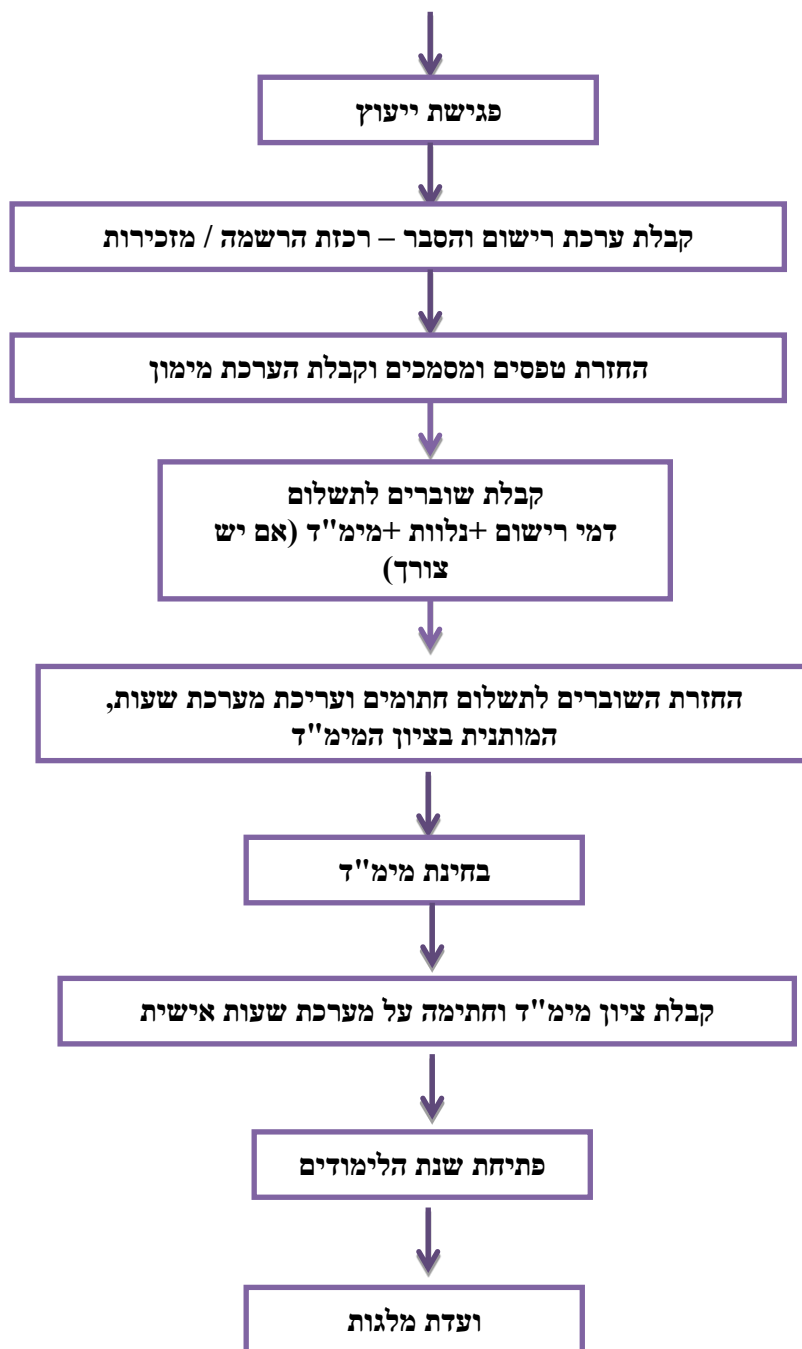 פגישת ייעוץ
קבלת ערכת רישום והסבר – רכזת הרשמה / מזכירות
החזרת טפסים ומסמכים וקבלת הערכת מימון
קבלת שוברים לתשלום
דמי רישום +נלוות +מימ"ד (אם יש
צורך)
החזרת השוברים לתשלום חתומים ועריכת מערכת שעות,
המותנית בציון המימ"ד
בחינת מימ"ד
קבלת ציון מימ"ד וחתימה על מערכת שעות אישית
פתיחת שנת הלימודים
ועדת מלגות